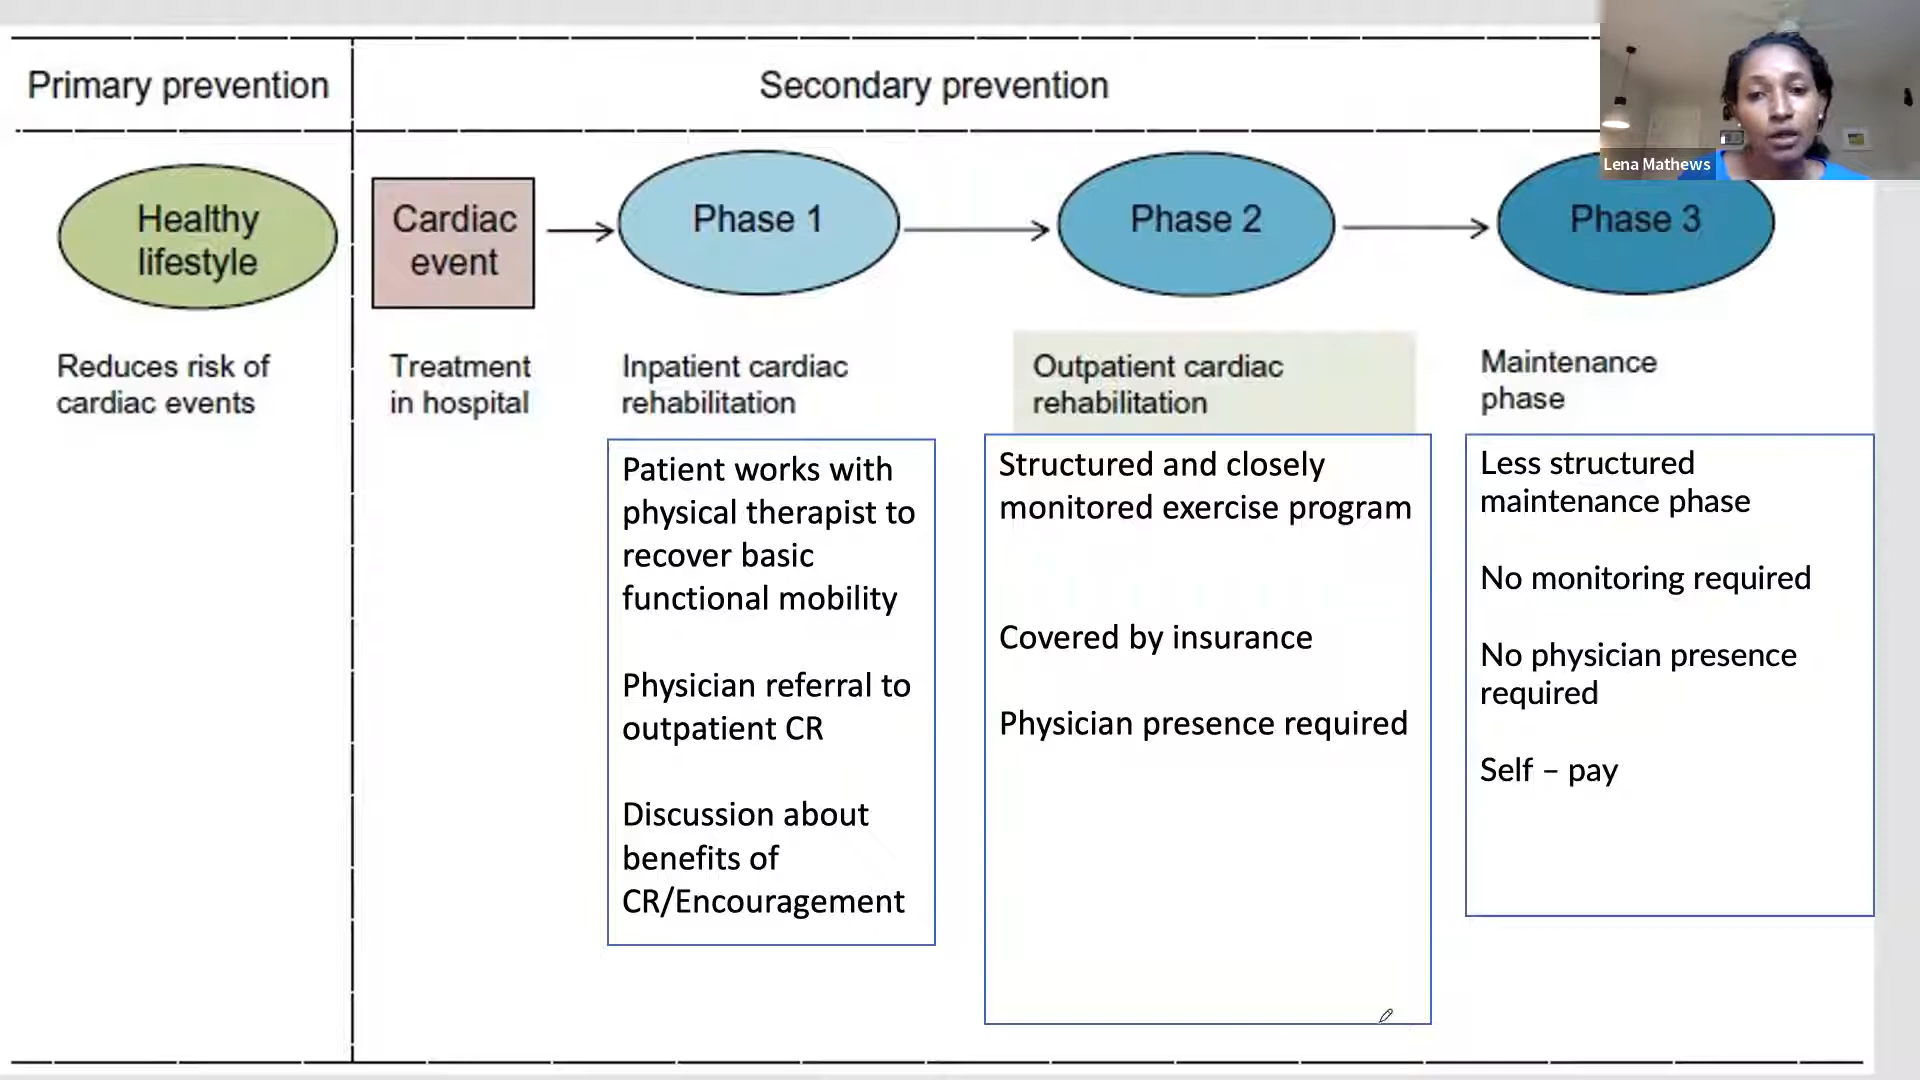 Primary prevention
Secondary prevention
Lena Mathews
Healthy
lifestyle
Cardiac
event
Phase 1
Phase 2
Phase 3
Reduces risk of
cardiac events
Treatment
in hospital
Inpatient cardiac
rehabilitation
Outpatient cardiac
rehabilitation
Maintenance
phase
Patient works with
physical therapist to
recover basic
functional mobility
Physician referral to
outpatient CR
Discussion about
benefits of
CR/Encouragement
Structured and closely
monitored exercise program
Covered by insurance
Physician presence required
Less structured
maintenance phase
No monitoring required
No physician presence
required
Self – pay